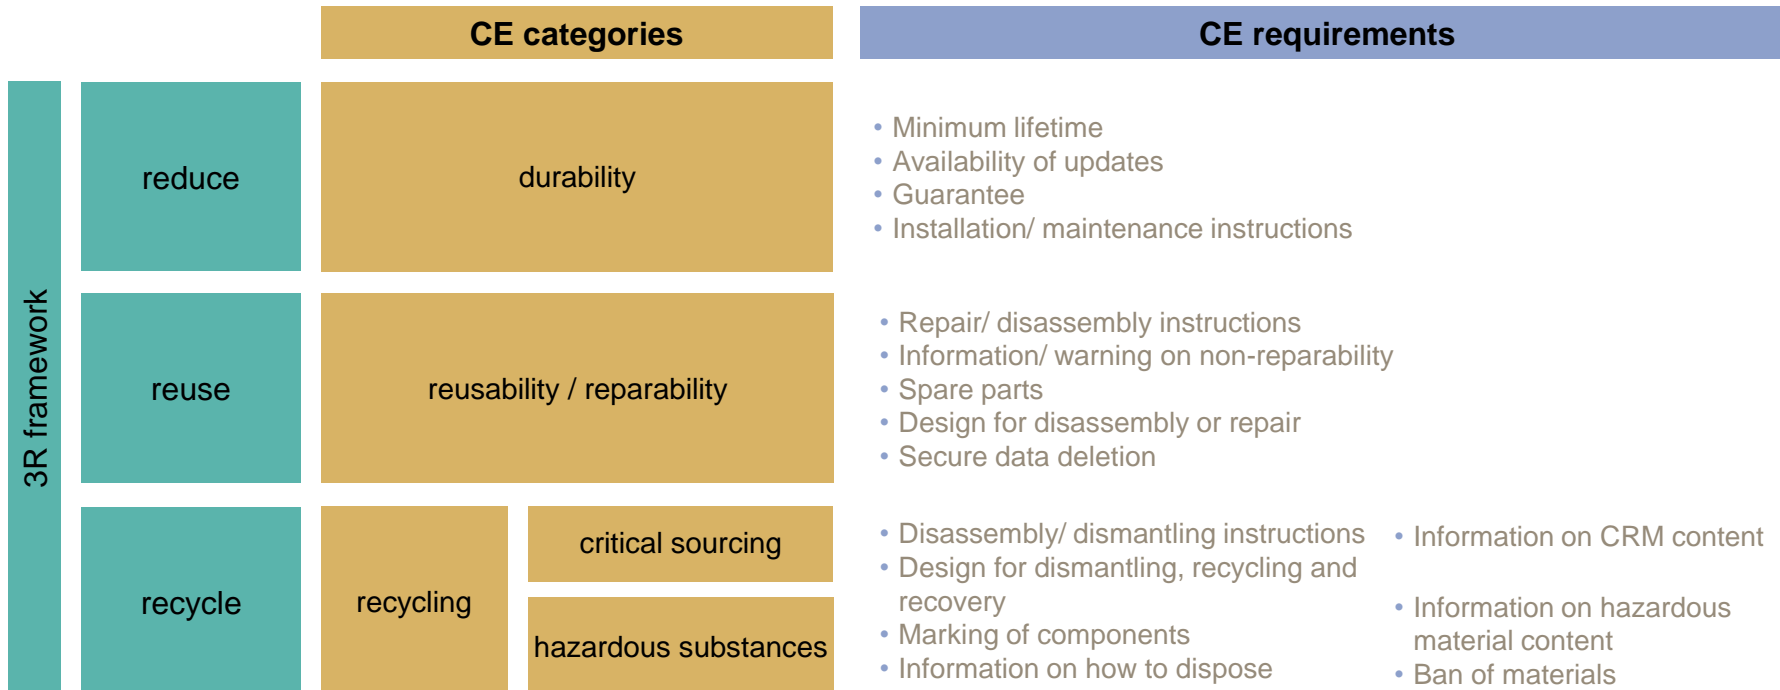 CE categories
CE requirements
3R framework
reduce
durability
• Minimum lifetime
• Availability of updates
• Guarantee
• Installation/ maintenance instructions
reuse
reusability / reparability
• Repair/ disassembly instructions
• Information/ warning on non-reparability
• Spare parts
• Design for disassembly or repair
• Secure data deletion
recycle
recycling
critical sourcing
hazardous substances
• Disassembly/ dismantling instructions
• Design for dismantling, recycling and
recovery
• Marking of components
• Information on how to dispose
• Information on CRM content
• Information on hazardous
material content
• Ban of materials